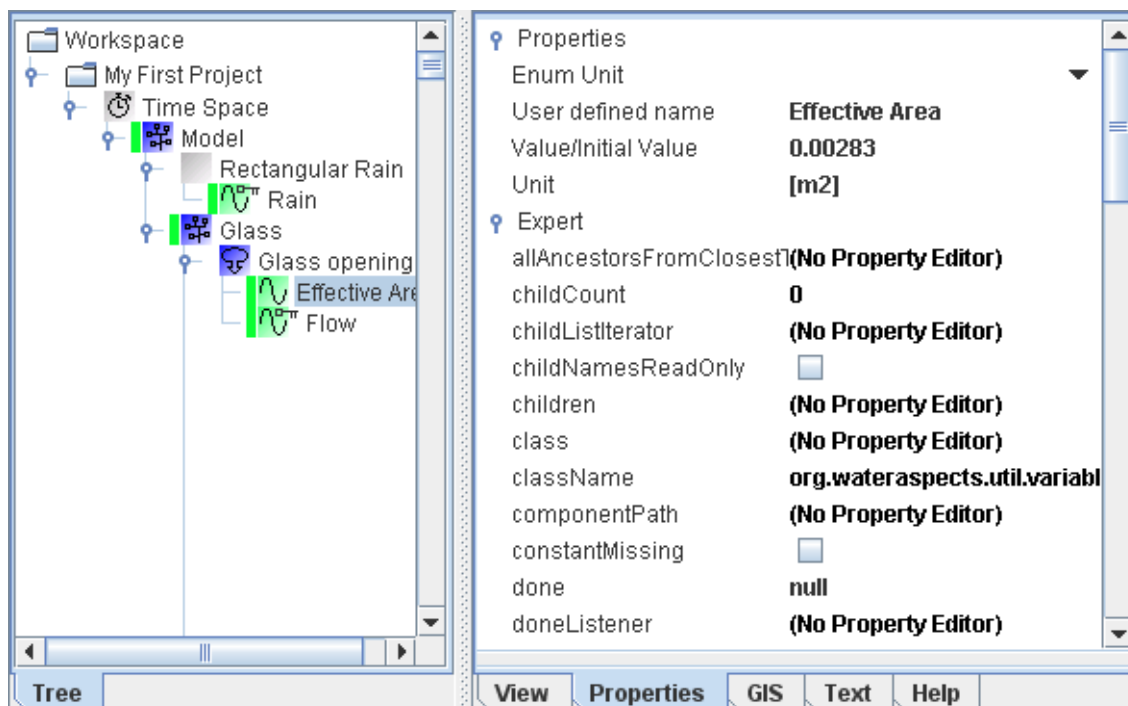 Workspace
My First Project
Time Space
Model
Rectangular Rain
Rain
Glass
Glass opening
Effective Are
Flow
Tree
Properties
Enum Unit
User defined name Effective Area
Value/Initial Value 0.00283
Unit [m2]
Expert
allAncestorsFromClosestT(No Property Editor)
childCount 0
childListIterator (No Property Editor)
childNamesReadOnly
children (No Property Editor)
class (No Property Editor)
className org.wateraspects.util.variabl
componentPath (No Property Editor)
constantMissing
done null
doneListener (No Property Editor)
View Properties GIS Text Help